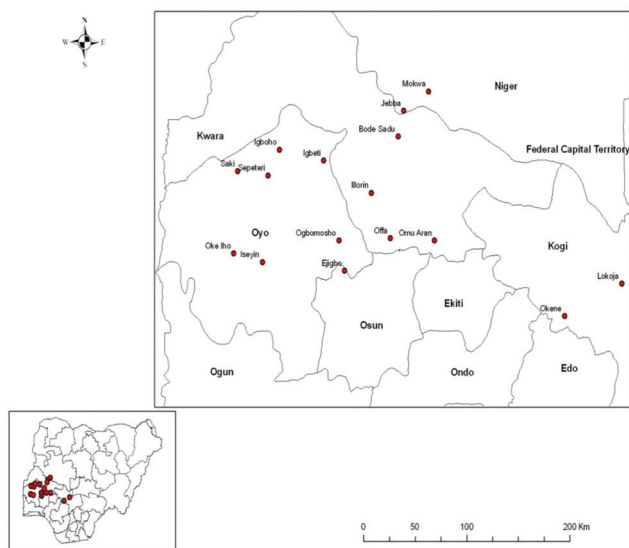 N
W E
S
Mokwa
Niger
Jebba
Bode Sadu
Kwara
Federal Capital Territory
Igboho
Igbeti
Saki
Sepeteri
Illorin
Oyo
Ogbomosho
Offa
Omu Aran
Kogi
Oke Iho
Iseyin
Ejigbo
Lokoja
Ekiti
Okene
Osun
Ogun
Ondo
Edo
0 50 100 200 Km